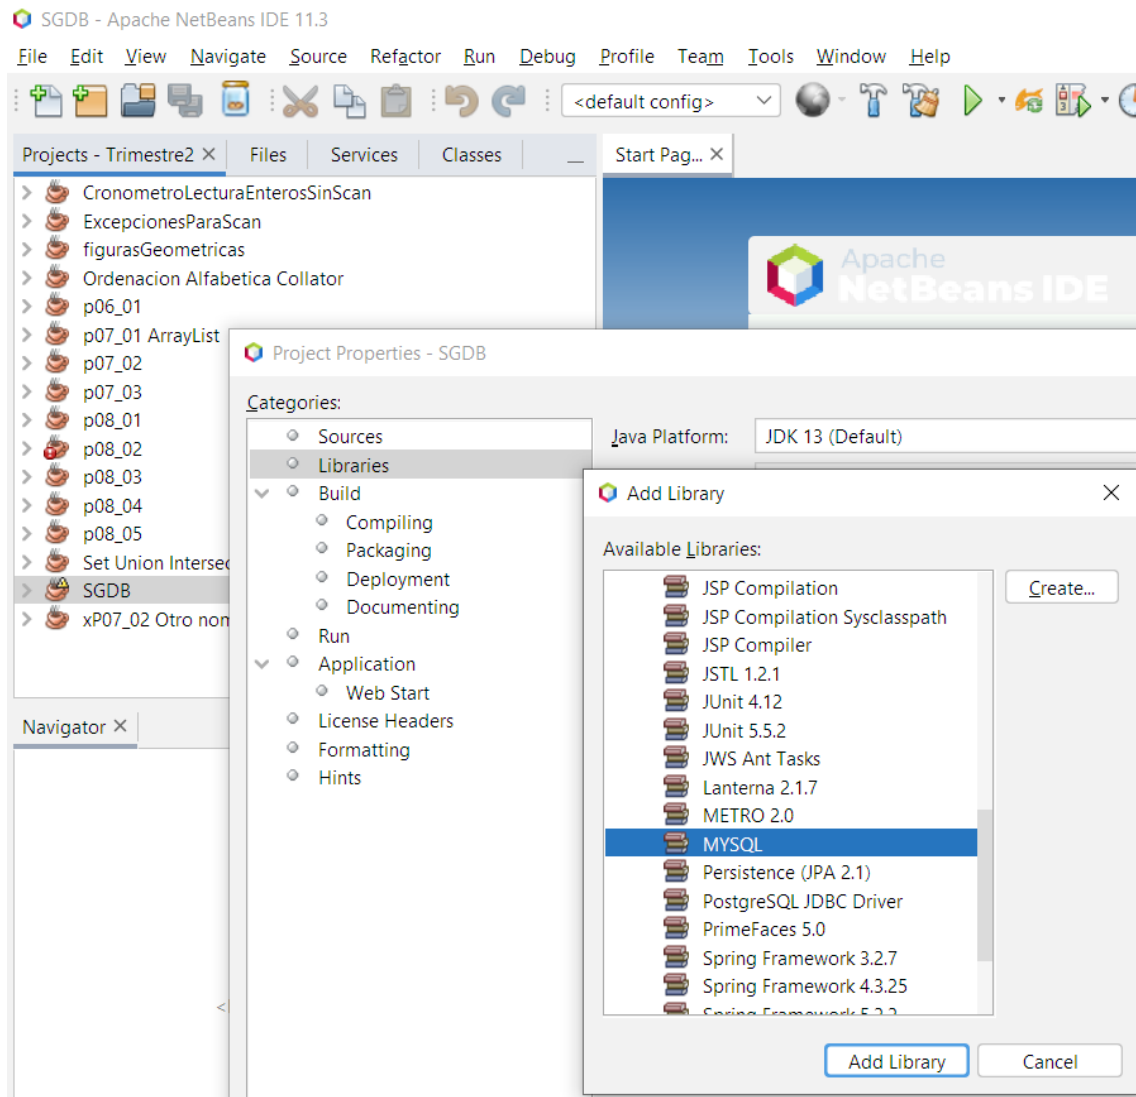 SGDB - Apache NetBeans IDE 11.3
File Edit View Navigate Source Refactor Run Debug Profile Team Tools Window Help
<default config>
Projects - Trimestre2 Files Services Classes
Start Pag...
CronometroLecturaEnterosSinScan
ExcepcionesParaScan
figurasGeometricas
Ordenacion Alfabetica Collator
p06_01
p07_01 ArrayList
p07_02
p07_03
p08_01
p08_02
p08_03
p08_04
p08_05
Set Union Intersec
SGDB
xP07_02 Otro nom
Navigator
Apache
NetBeans IDE
Project Properties - SGDB
Categories:
Sources
Libraries
Build
Compiling
Packaging
Deployment
Documenting
Run
Application
Web Start
License Headers
Formatting
Hints
Java Platform: JDK 13 (Default)
Add Library
Available Libraries:
JSP Compilation
JSP Compilation Sysclasspath
JSP Compiler
JSTL 1.2.1
JUnit 4.12
JUnit 5.5.2
JWS Ant Tasks
Lanterna 2.1.7
METRO 2.0
MYSQL
Persistence (JPA 2.1)
PostgreSQL JDBC Driver
PrimeFaces 5.0
Spring Framework 3.2.7
Spring Framework 4.3.25
Spring Framework 5.2.2
Create...
Add Library Cancel